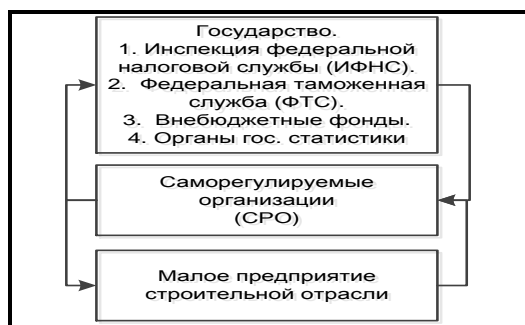 Государство.
1. Инспекция федеральной
налоговой службы (ИФНС).
2. Федеральная таможенная
служба (ФТС).
3. Внебюджетные фонды.
4. Органы гос. статистики
Саморегулируемые
организации
(СРО)
Малое предприятие
строительной отрасли